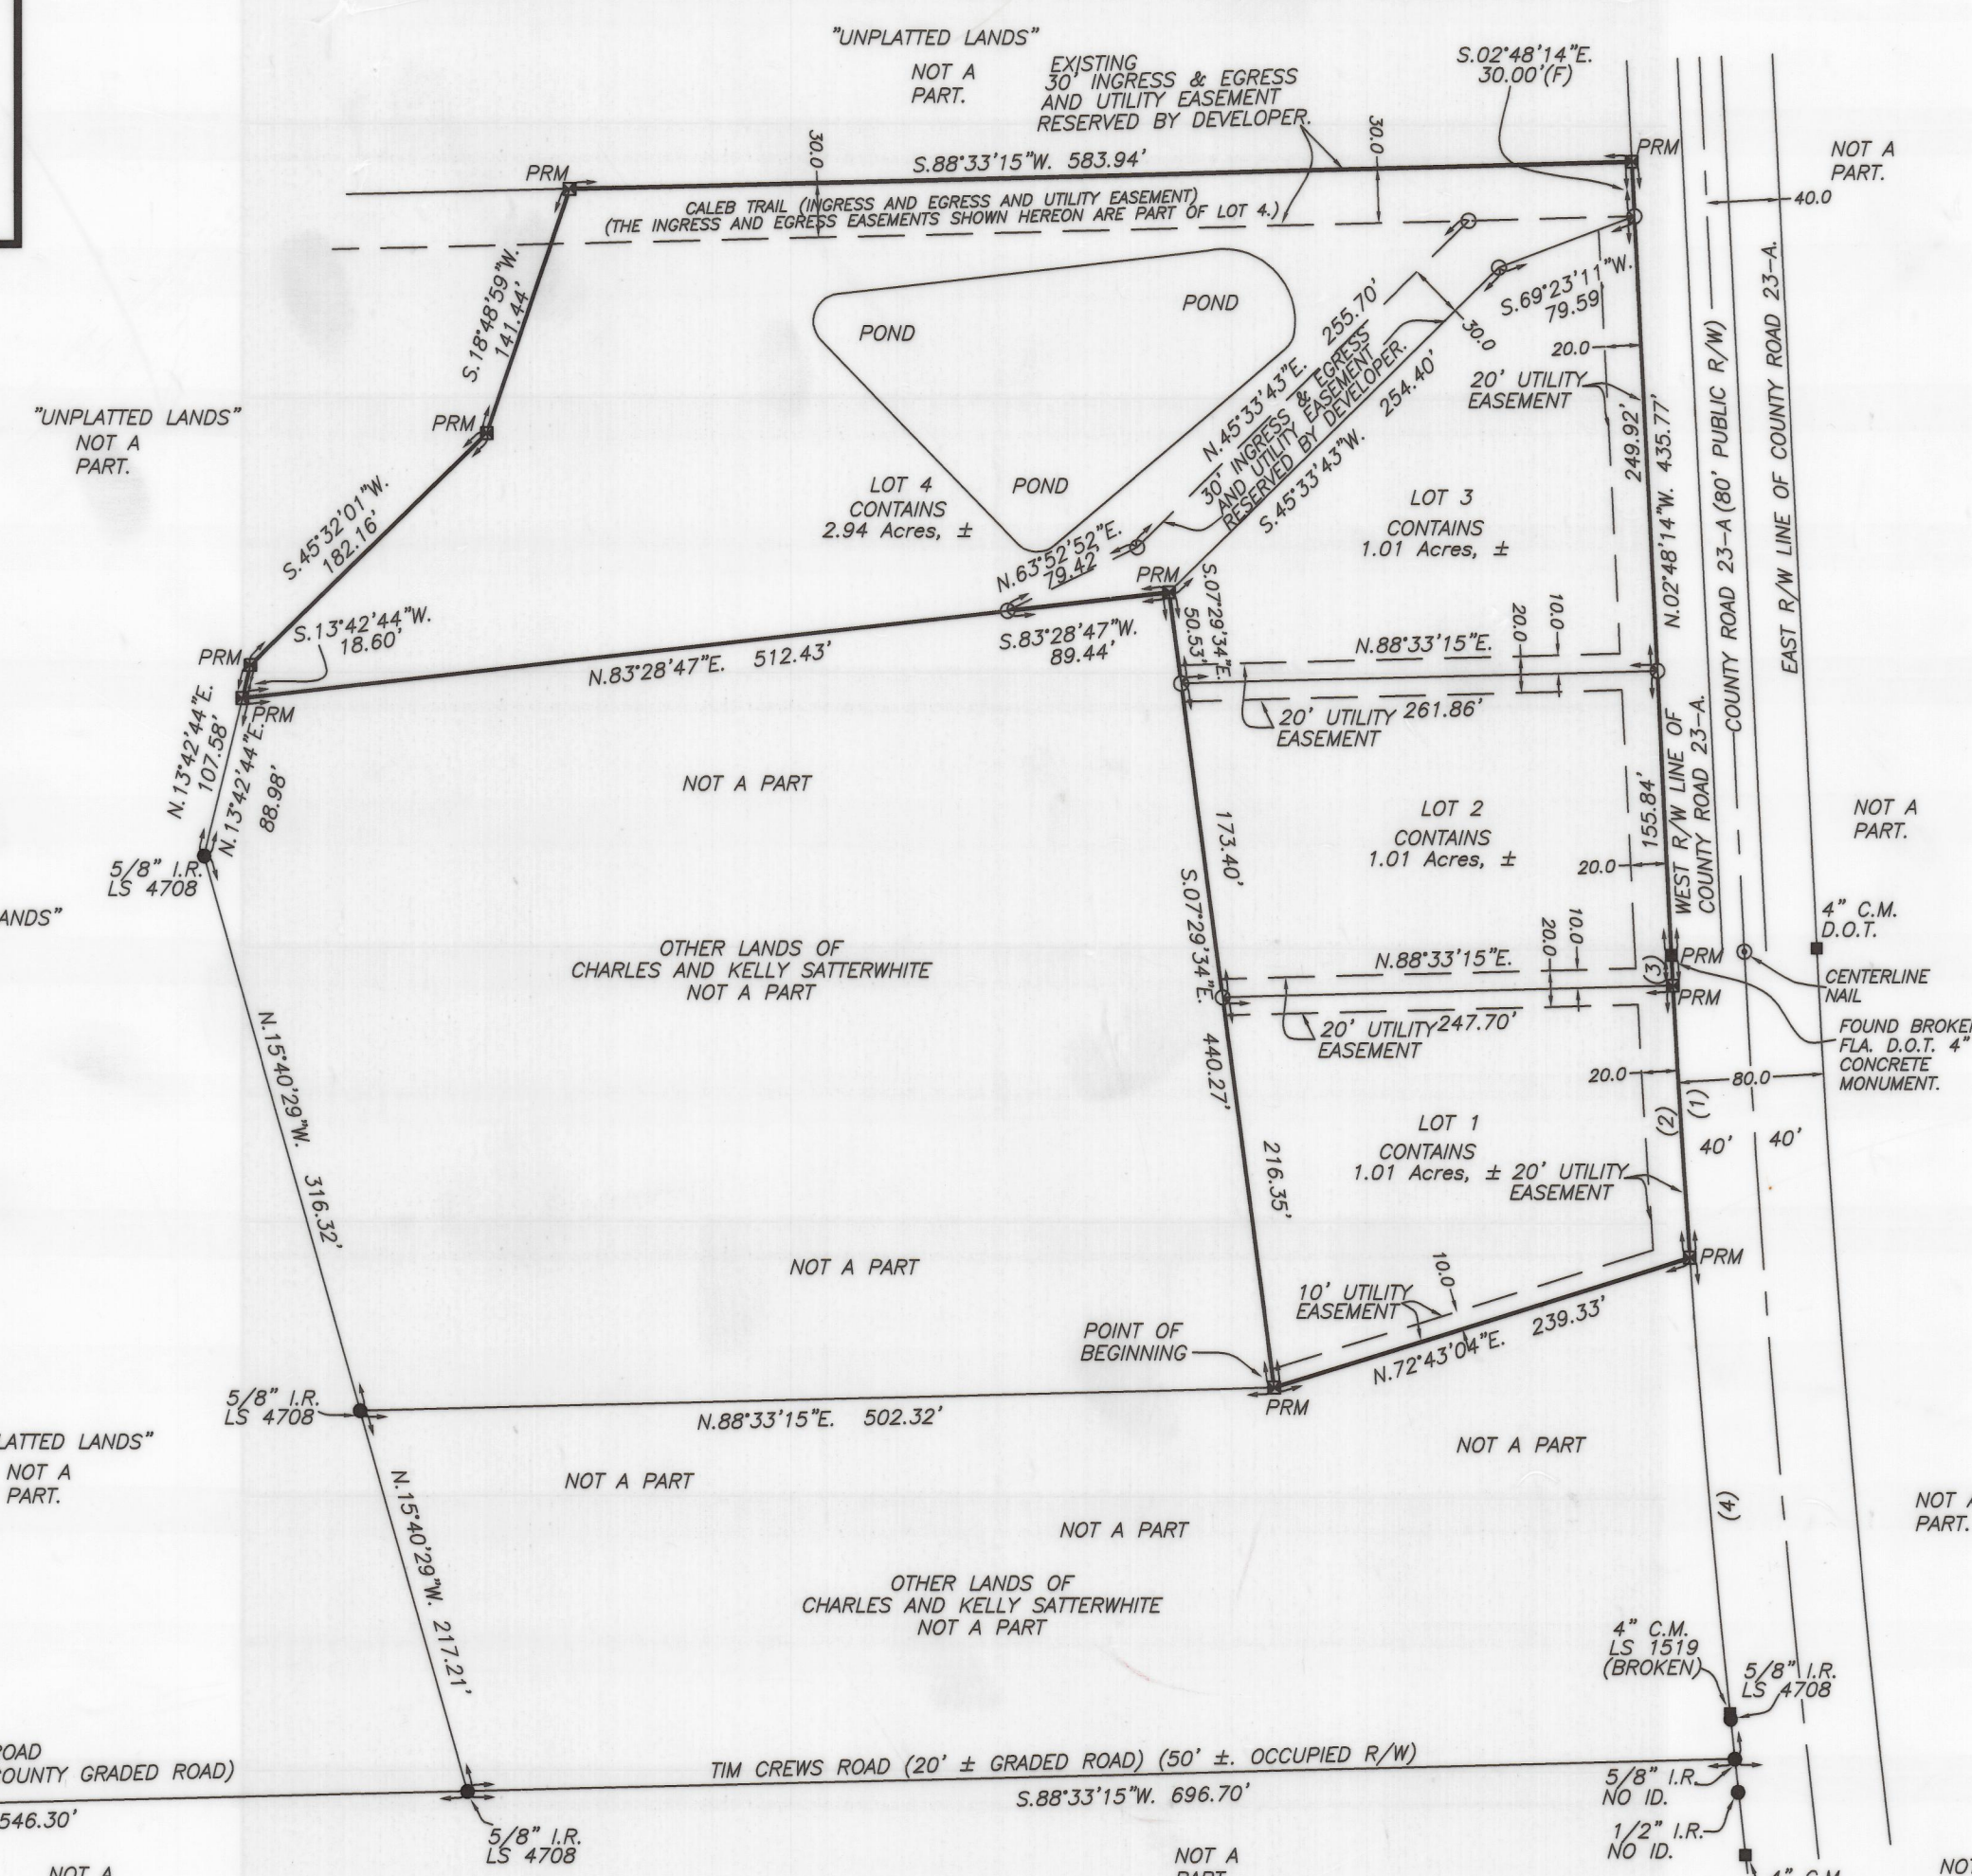 "UNPLATTED LANDS"
NOT A
PART.
EXISTING
30' INGRESS & EGRESS
AND UTILITY EASEMENT
RESERVED BY DEVELOPER.
S.02°48'14"E.
30.00'(F)
NOT A
PART.
PRM
PRM
30.0
30.0
S.88°33'15"W. 583.94'
CALEB TRAIL (INGRESS AND EGRESS AND UTILITY EASEMENT)
(THE INGRESS AND EGRESS EASEMENTS SHOWN HEREON ARE PART OF LOT 4.)
40.0
S.18°48'59"W.
141.44'
POND
POND
POND
S.69°23'11"W.
79.59'
30.0
N.45°33'43"E. 255.70'
30' INGRESS & EGRESS
AND UTILITY EASEMENT
RESERVED BY DEVELOPER.
S.45°33'43"W. 254.40'
20.0
20' UTILITY
EASEMENT
249.92'
N.02°48'14"W. 435.77'
COUNTY ROAD 23-A (80' PUBLIC R/W)
EAST R/W LINE OF COUNTY ROAD 23-A.
"UNPLATTED LANDS"
NOT A
PART.
PRM
S.45°32'01"W.
182.16'
LOT 4
CONTAINS
2.94 Acres, ±
LOT 3
CONTAINS
1.01 Acres, ±
N.63°52'52"E.
79.42'
PRM
S.07°29'34"E.
50.53'
S.13°42'44"W.
18.60'
PRM
PRM
N.83°28'47"E. 512.43'
S.83°28'47"W.
89.44'
N.88°33'15"E.
20.0
10.0
261.86'
20' UTILITY
EASEMENT
N.13°42'44"E.
107.58'
N.13°42'44"E.
88.98'
5/8" I.R.
LS 4708
NOT A PART
LOT 2
CONTAINS
1.01 Acres, ±
173.40'
S.07°29'34"E.
440.27'
155.84'
20.0
WEST R/W LINE OF
COUNTY ROAD 23-A.
NOT A
PART.
4" C.M.
D.O.T.
ANDS"
OTHER LANDS OF
CHARLES AND KELLY SATTERWHITE
NOT A PART
N.88°33'15"E.
20.0
10.0
247.70'
20' UTILITY
EASEMENT
(3)
PRM
PRM
CENTERLINE
NAIL
FOUND BROKE
FLA. D.O.T. 4"
CONCRETE
MONUMENT.
20.0
80.0
(2)
(1)
40'
40'
N.15°40'29"W. 316.32'
LOT 1
CONTAINS
1.01 Acres, ±
20' UTILITY
EASEMENT
216.35'
NOT A PART
10.0
10' UTILITY
EASEMENT
PRM
N.72°43'04"E. 239.33'
POINT OF
BEGINNING
PRM
5/8" I.R.
LS 4708
N.88°33'15"E. 502.32'
LATTED LANDS"
NOT A
PART.
NOT A PART
NOT A PART
NOT A PART
(4)
NOT A
PART.
N.15°40'29"W. 217.21'
OTHER LANDS OF
CHARLES AND KELLY SATTERWHITE
NOT A PART
4" C.M.
LS 1519
(BROKEN)
5/8" I.R.
LS 4708
OAD
OUNTY GRADED ROAD)
546.30'
TIM CREWS ROAD (20' ± GRADED ROAD) (50' ±. OCCUPIED R/W)
S.88°33'15"W. 696.70'
5/8" I.R.
NO ID.
1/2" I.R.
NO ID.
5/8" I.R.
LS 4708
NOT A
NOT A
PART.
NOT
4" C.M.